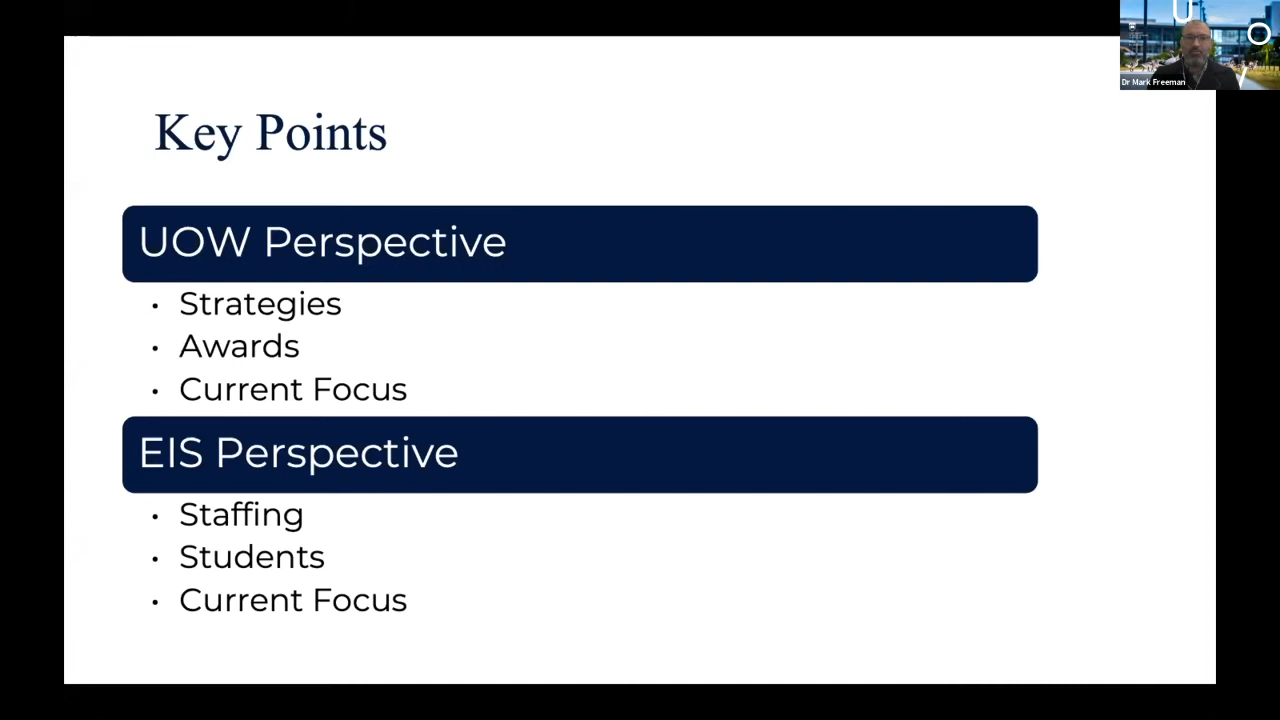 Key Points
UOW Perspective
• Strategies
• Awards
• Current Focus
EIS Perspective
• Staffing
• Students
• Current Focus
U
O
W
Dr Mark Freeman